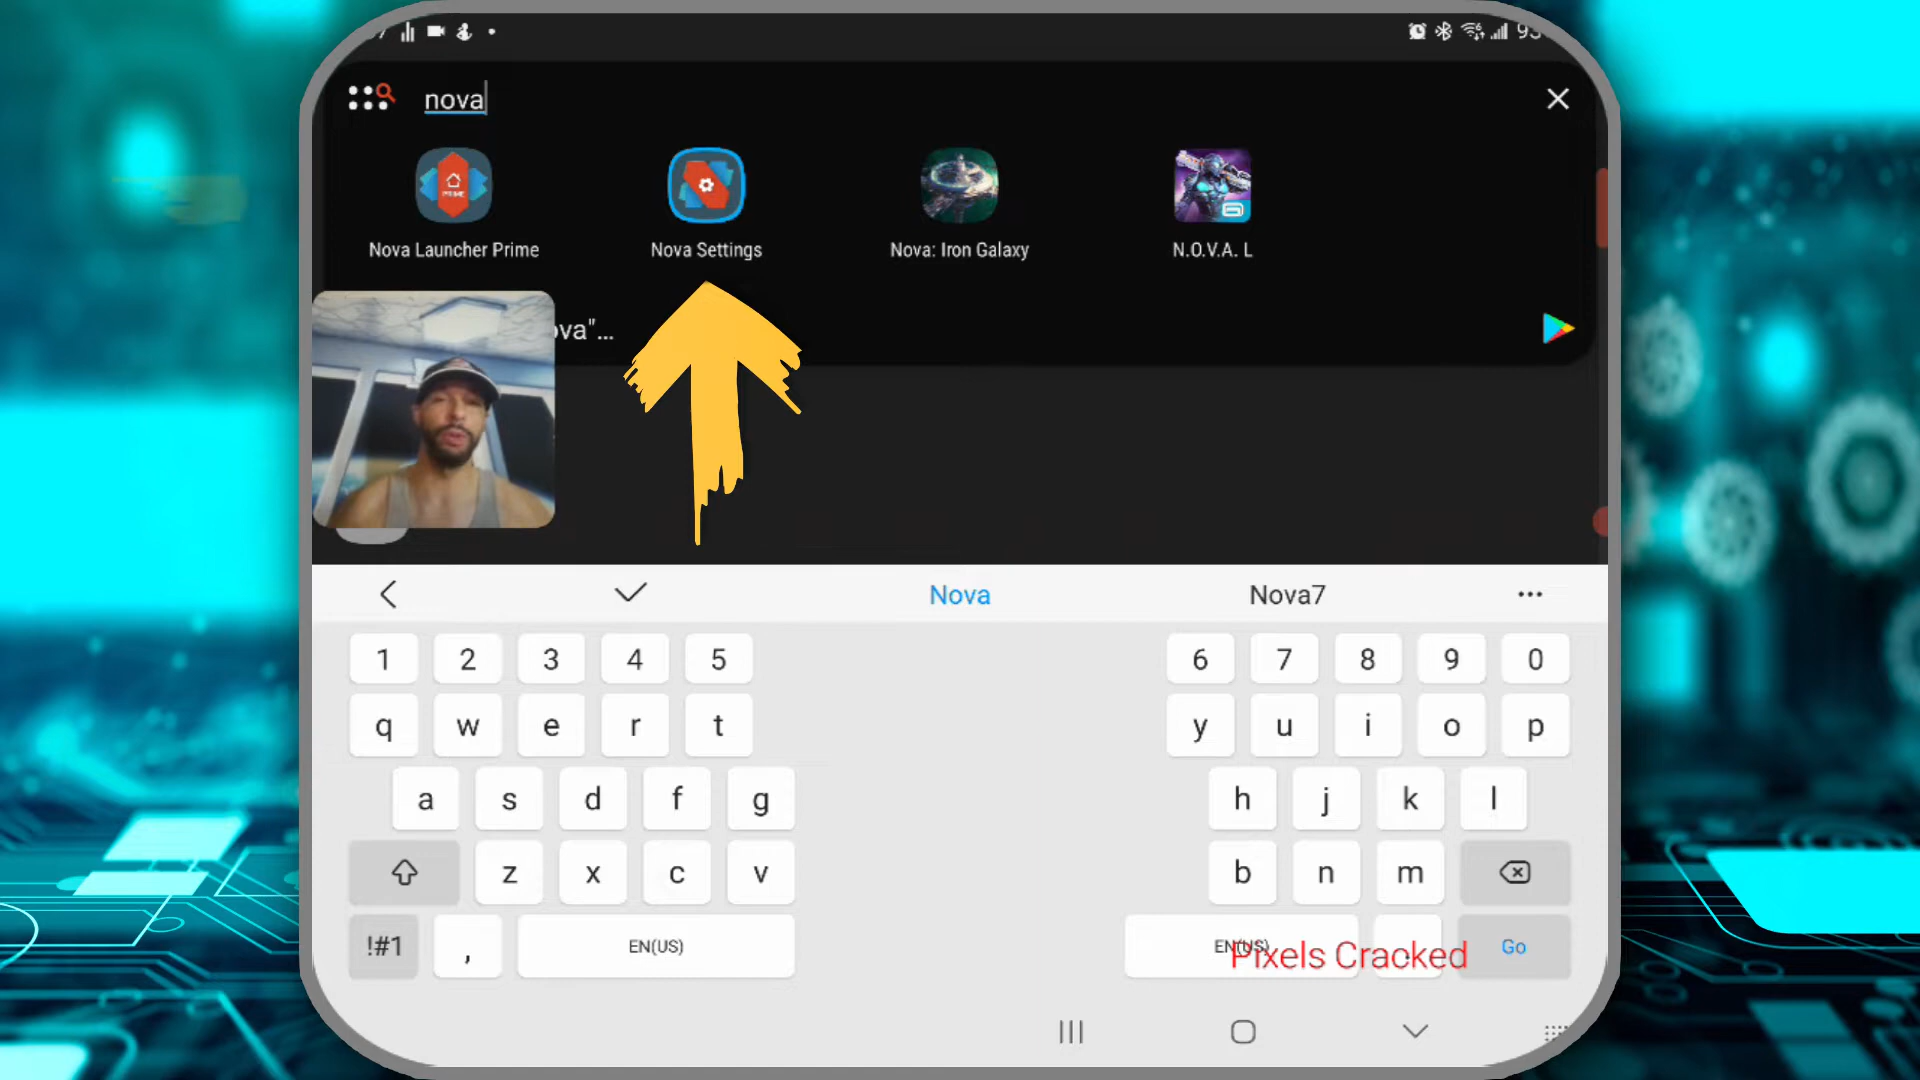 nova
PRIME
Nova Launcher Prime
Nova Settings
Nova: Iron Galaxy
N.O.V.A. L
ova"...
Nova
Nova7
1 2 3 4 5 6 7 8 9 0
q w e r t y u i o p
a s d f g h j k l
z x c v b n m
!#1 , EN(US) EN(US) . Go
Pixels Cracked